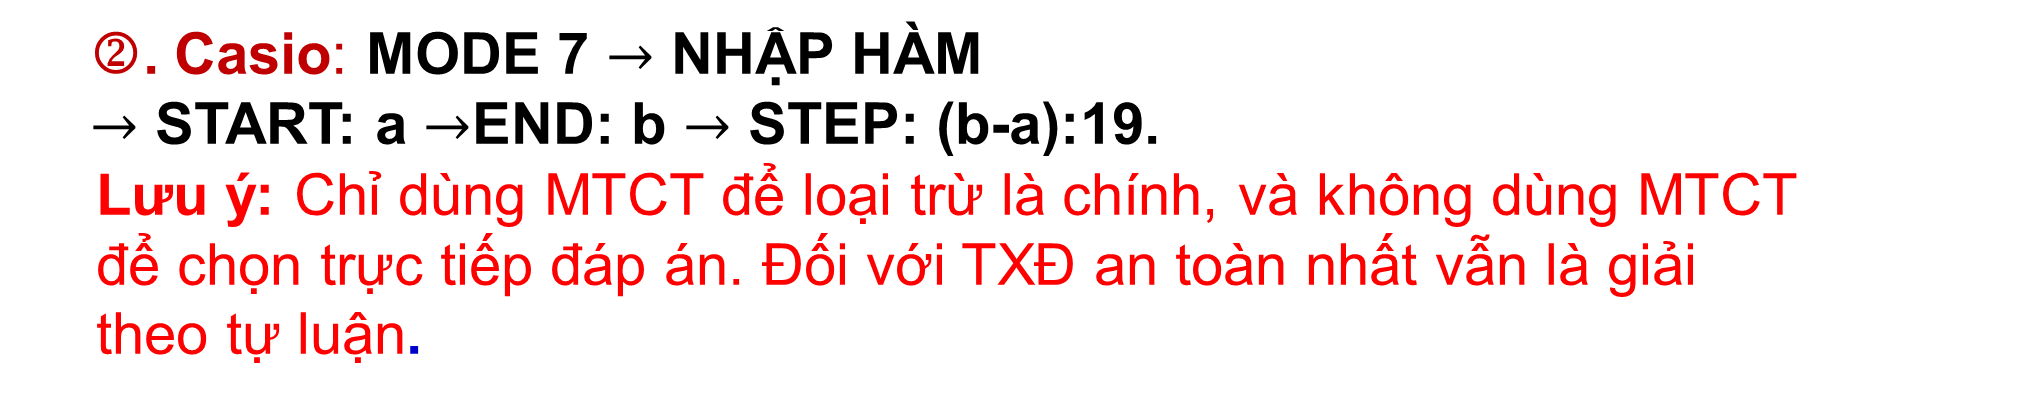 ②. Casio: MODE 7 → NHẬP HÀM
→ START: a →END: b → STEP: (b-a):19.
Lưu ý: Chỉ dùng MTCT để loại trừ là chính, và không dùng MTCT
để chọn trực tiếp đáp án. Đối với TXĐ an toàn nhất vẫn là giải
theo tự luận.